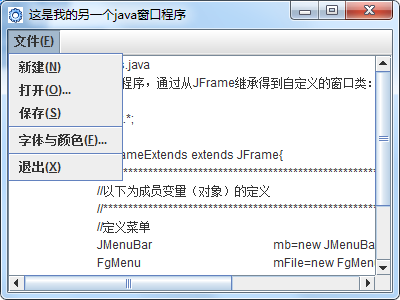 这是我的另一个java窗口程序
文件(F)
新建(N)
打开(O)...
保存(S)
字体与颜色(F)...
退出(X)
s.java
程序，通过从JFrame继承得到自定义的窗口类:
.*;
rameExtends extends JFrame{
//以下为成员变量（对象）的定义
//定义菜单
JMenuBar mb=new JMenuBa
FgMenu mFile=new FgMenu